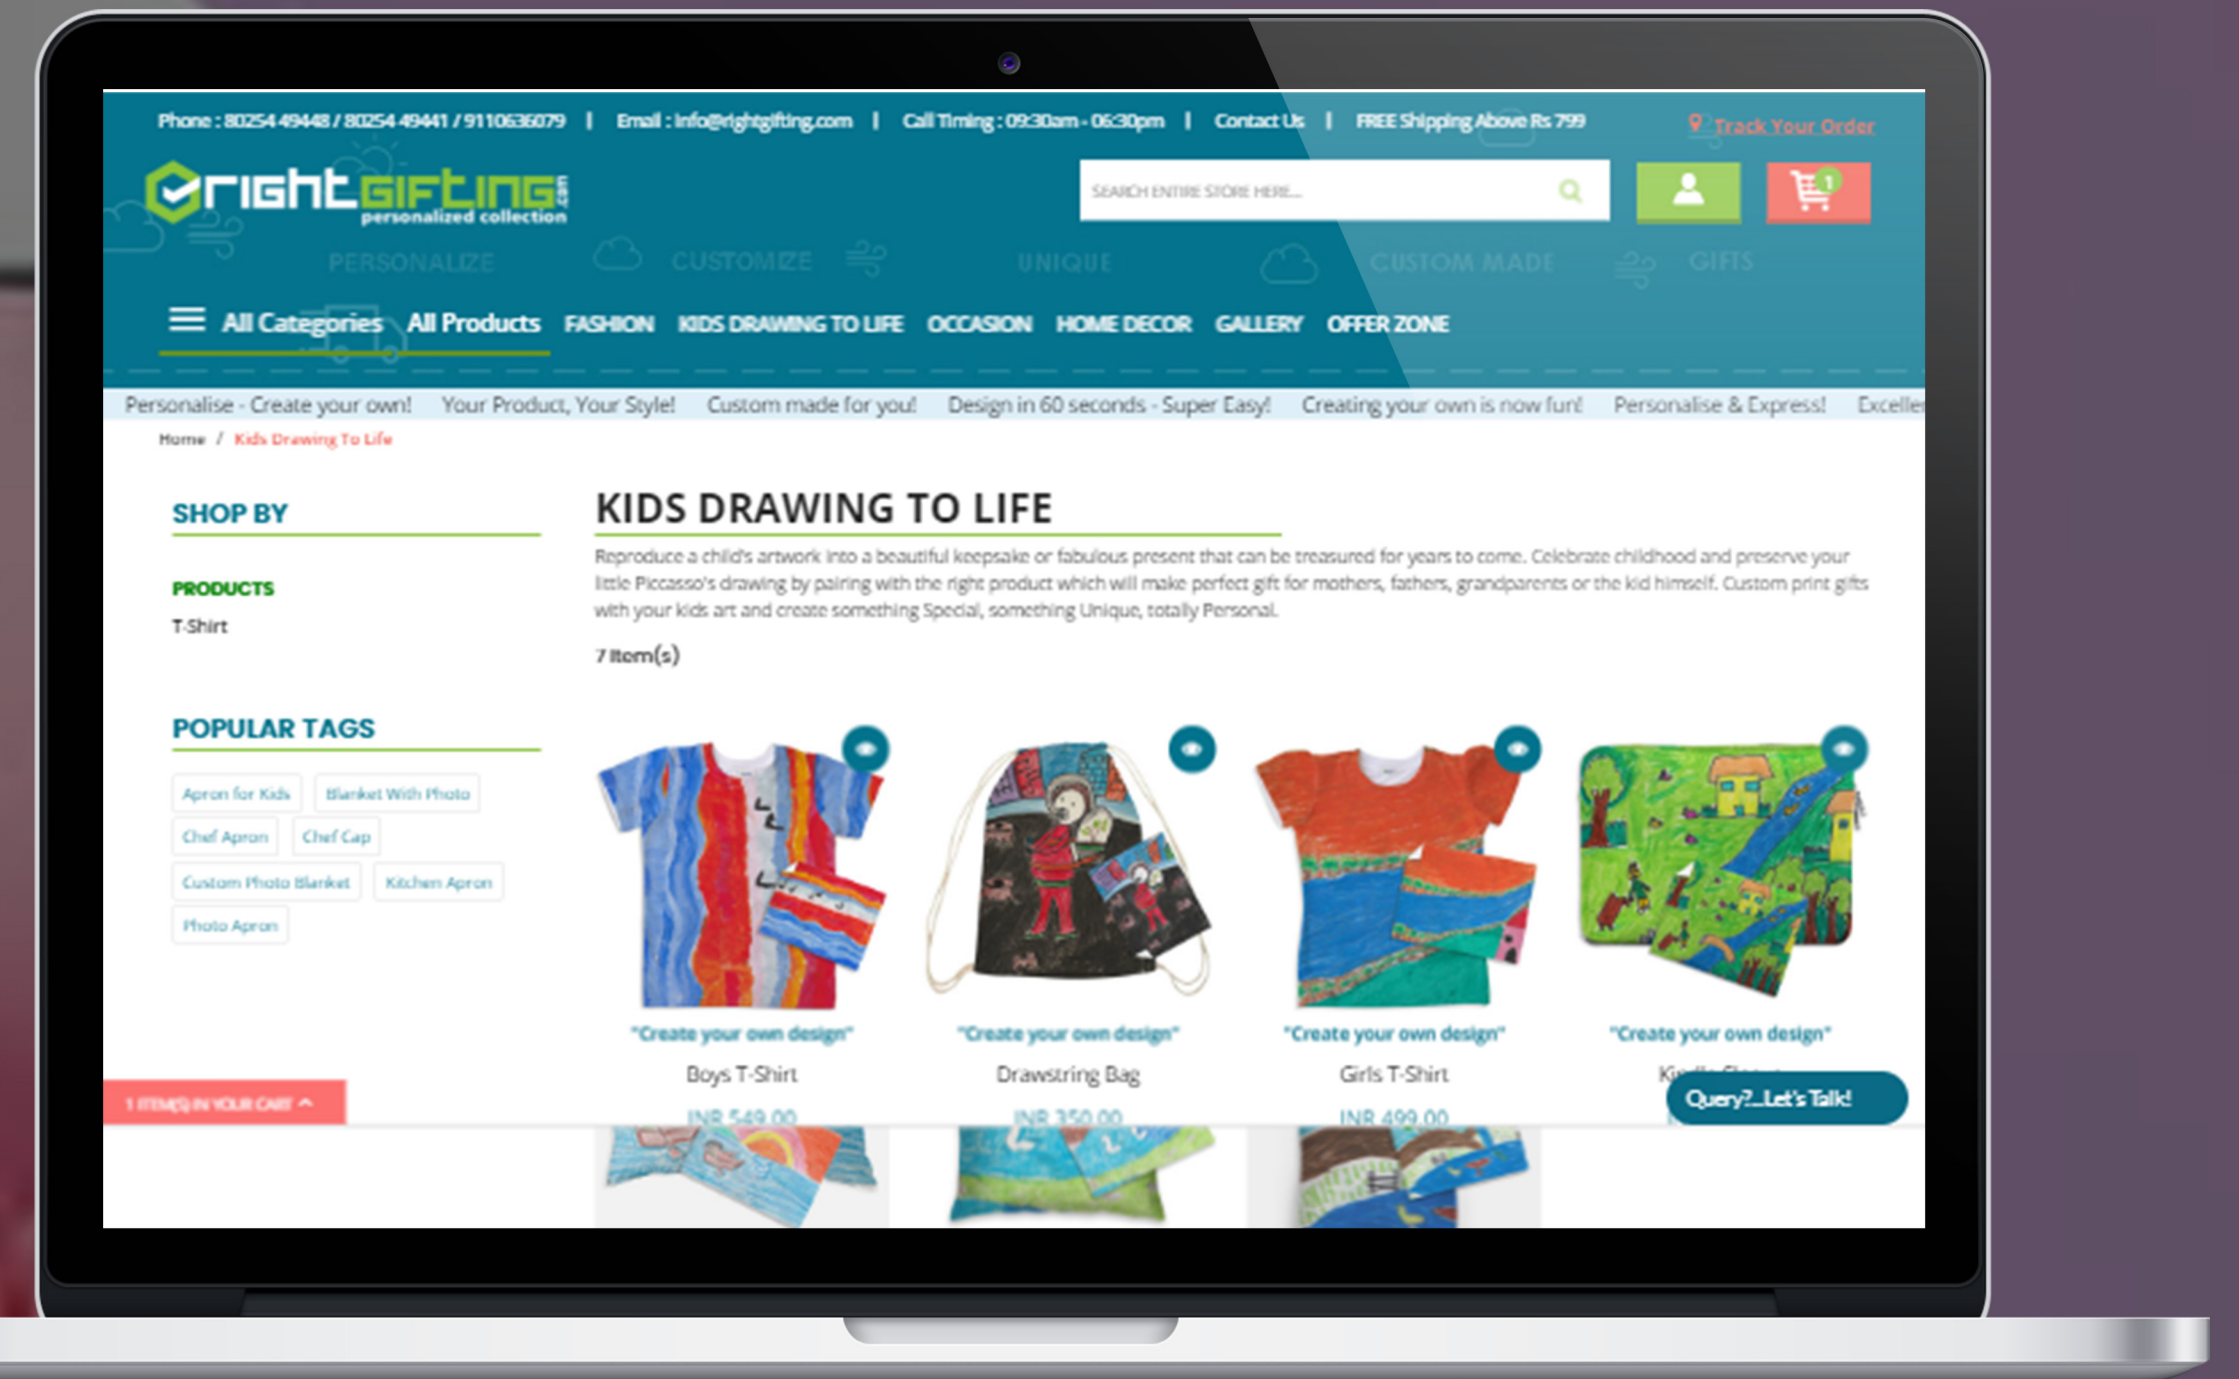 Phone : 80254 49448 / 80254 49441 / 9110636079 | Email : info@rightgifting.com | Call Timing : 09:30am - 06:30pm | Contact Us | FREE Shipping Above Rs 799
Track Your Order
rightGIFTING.com
personalized collection
SEARCH ENTIRE STORE HERE...
1
PERSONALIZE CUSTOMIZE UNIQUE CUSTOM MADE GIFTS
All Categories All Products FASHION KIDS DRAWING TO LIFE OCCASION HOME DECOR GALLERY OFFER ZONE
Personalise - Create your own! Your Product, Your Style! Custom made for you! Design in 60 seconds - Super Easy! Creating your own is now fun! Personalise & Express!
Home / Kids Drawing To Life
SHOP BY
PRODUCTS
T-Shirt
POPULAR TAGS
Apron for Kids Blanket With Photo
Chef Apron Chef Cap
Custom Photo Blanket Kitchen Apron
Photo Apron
KIDS DRAWING TO LIFE
Reproduce a child's artwork into a beautiful keepsake or fabulous present that can be treasured for years to come. Celebrate childhood and preserve your
little Piccasso's drawing by pairing with the right product which will make perfect gift for mothers, fathers, grandparents or the kid himself. Custom print gifts
with your kids art and create something Special, something Unique, totally Personal.
7 Item(s)
"Create your own design" "Create your own design" "Create your own design" "Create your own design"
Boys T-Shirt Drawstring Bag Girls T-Shirt
INR 549.00 INR 350.00 INR 499.00
1 ITEM(S) IN YOUR CART
Query?...Let's Talk!